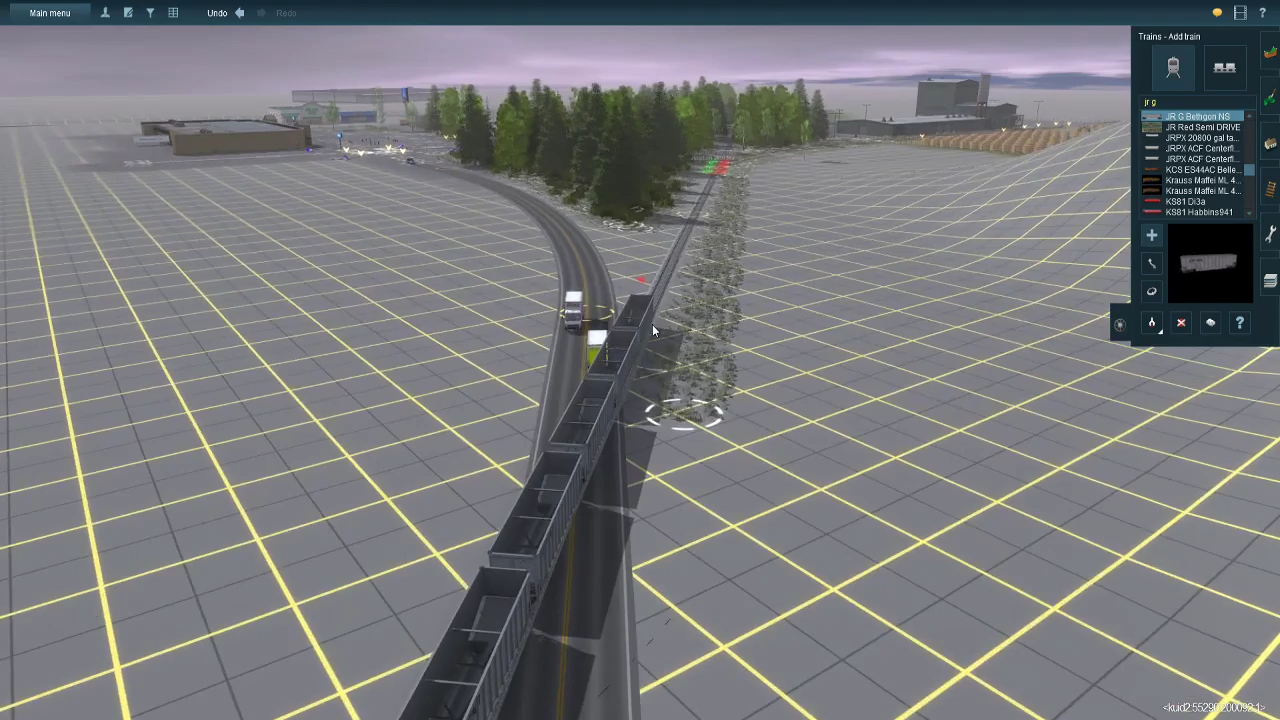 Main menu
Undo
Redo
?
Trains - Add train
jr g
JR G Bethgon NS
JR Red Semi DRIVE
JRPX 20800 gal ta...
JRPX ACF Centerfl...
JRPX ACF Centerfl...
KCS ES44AC Belle...
Krauss Maffei ML 4...
Krauss Maffei ML 4...
KS81 Di3a
KS81 Habbins941
?